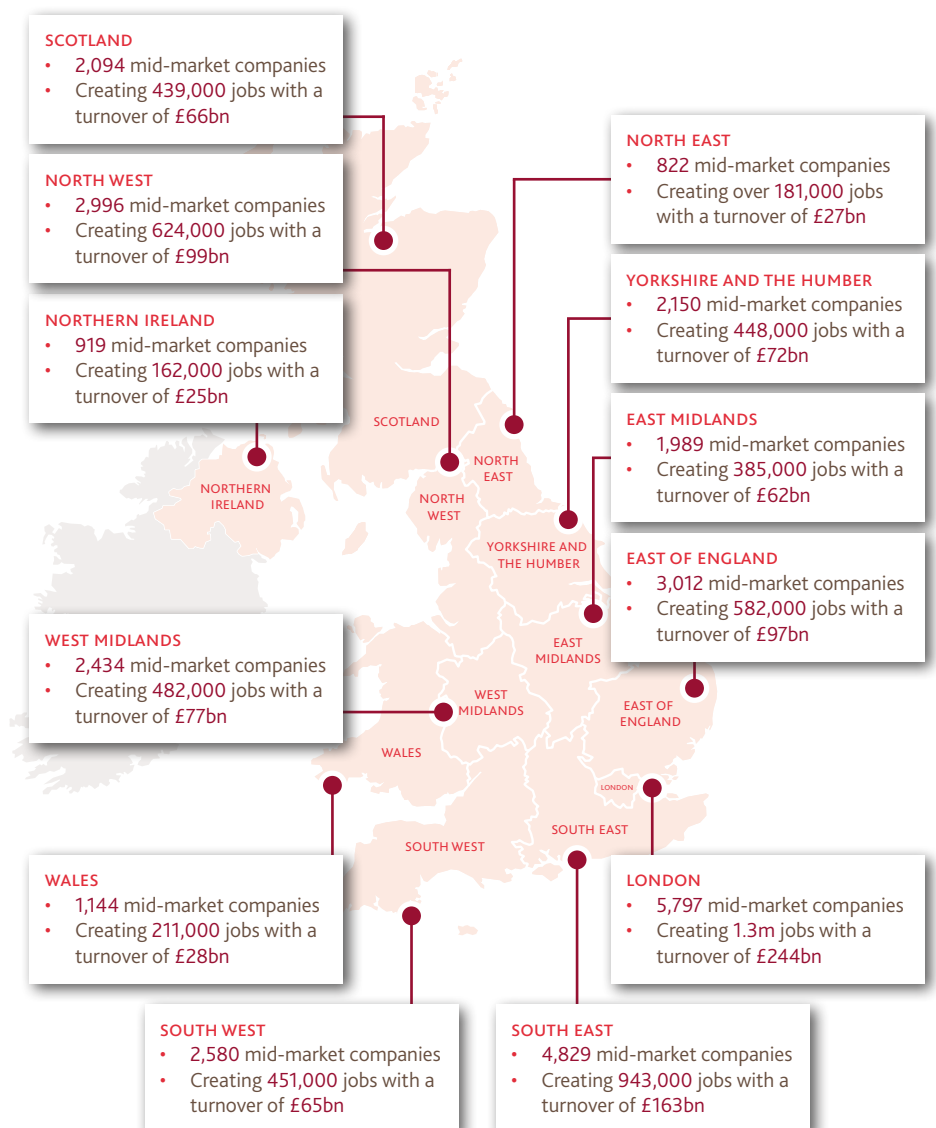 SCOTLAND
• 2,094 mid-market companies
• Creating 439,000 jobs with a
turnover of £66bn
NORTH WEST
• 2,996 mid-market companies
• Creating 624,000 jobs with a
turnover of £99bn
NORTHERN IRELAND
• 919 mid-market companies
• Creating 162,000 jobs with a
turnover of £25bn
NORTH EAST
• 822 mid-market companies
• Creating over 181,000 jobs
with a turnover of £27bn
YORKSHIRE AND THE HUMBER
• 2,150 mid-market companies
• Creating 448,000 jobs with a
turnover of £72bn
EAST MIDLANDS
• 1,989 mid-market companies
• Creating 385,000 jobs with a
turnover of £62bn
EAST OF ENGLAND
• 3,012 mid-market companies
• Creating 582,000 jobs with a
turnover of £97bn
SCOTLAND
NORTH
EAST
NORTHERN
IRELAND
NORTH
WEST
YORKSHIRE AND
THE HUMBER
EAST
MIDLANDS
WEST
MIDLANDS
EAST OF
ENGLAND
WALES
LONDON
SOUTH EAST
SOUTH WEST
WEST MIDLANDS
• 2,434 mid-market companies
• Creating 482,000 jobs with a
turnover of £77bn
WALES
• 1,144 mid-market companies
• Creating 211,000 jobs with a
turnover of £28bn
LONDON
• 5,797 mid-market companies
• Creating 1.3m jobs with a
turnover of £244bn
SOUTH WEST
• 2,580 mid-market companies
• Creating 451,000 jobs with a
turnover of £65bn
SOUTH EAST
• 4,829 mid-market companies
• Creating 943,000 jobs with a
turnover of £163bn